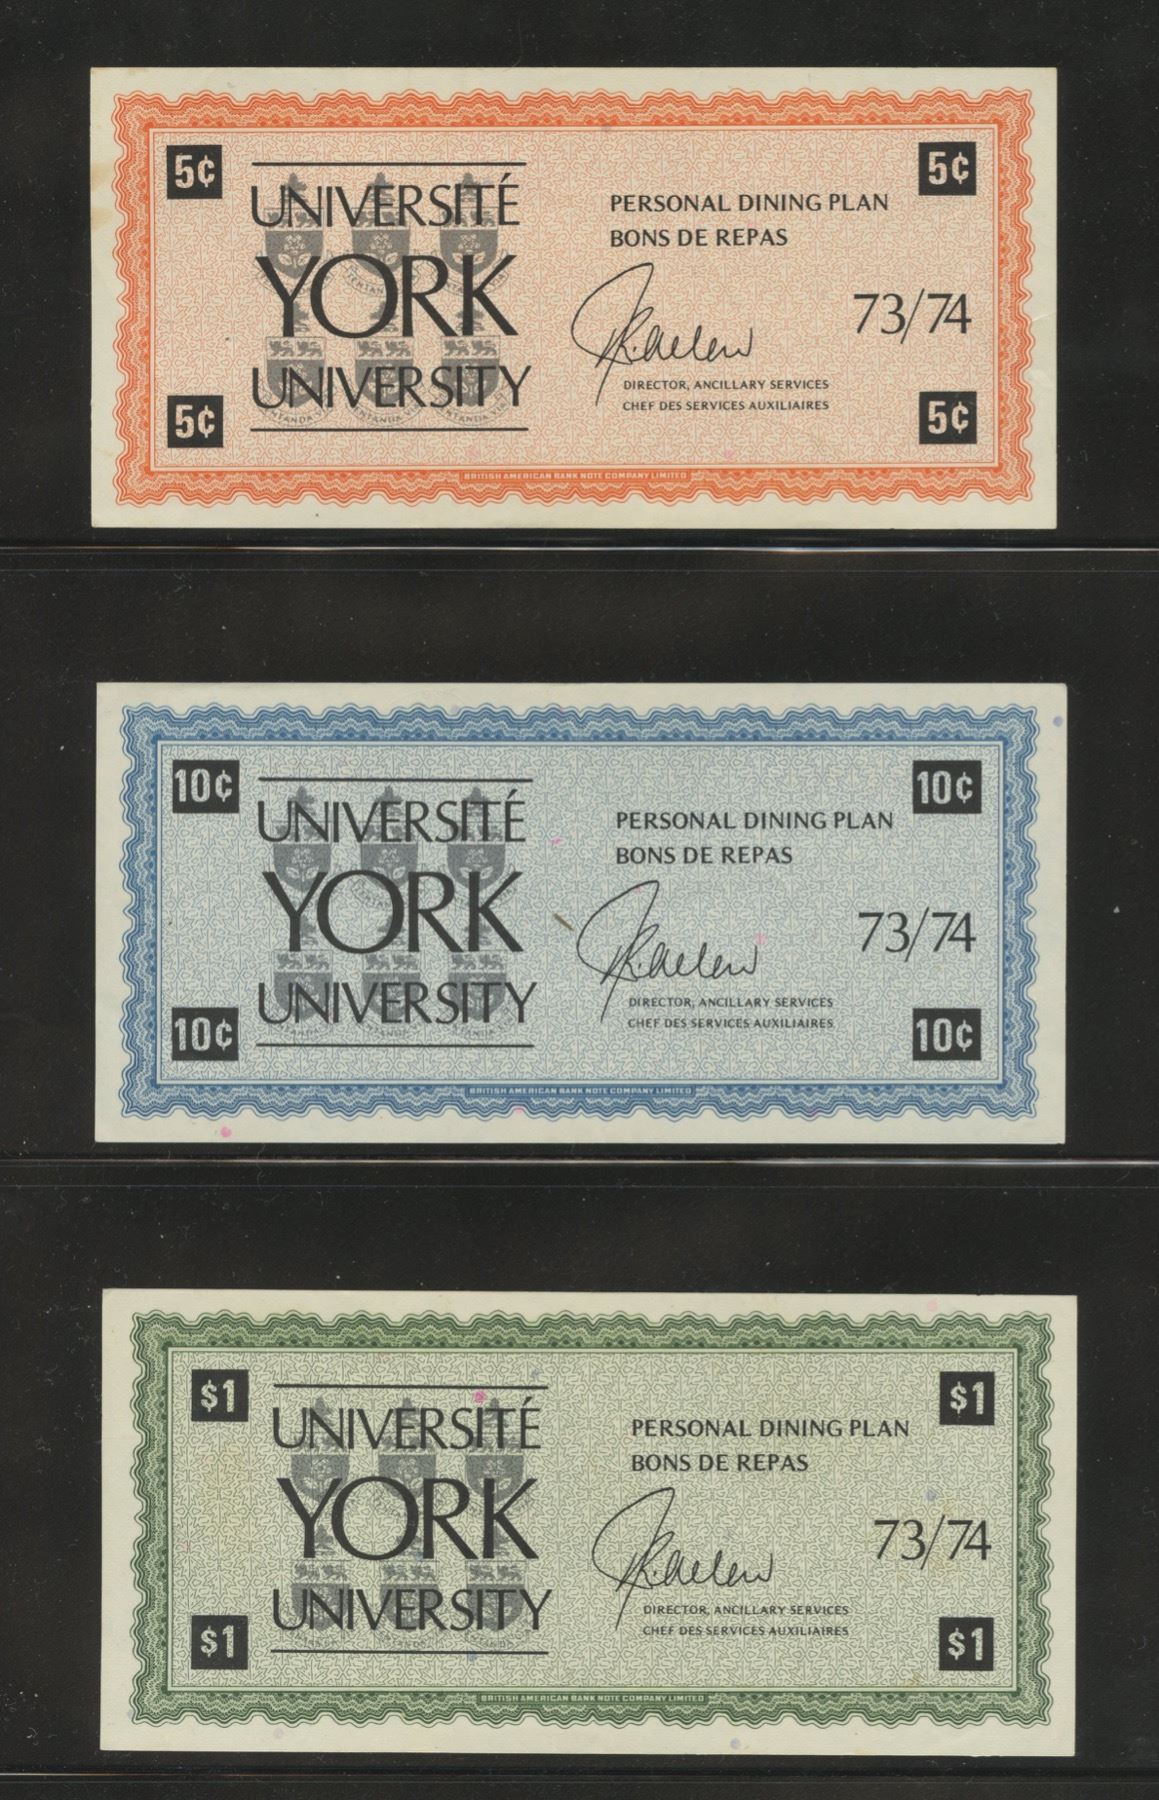 5¢ 5¢
UNIVERSITÉ
YORK
UNIVERSITY
PERSONAL DINING PLAN
BONS DE REPAS
73/74
DIRECTOR, ANCILLARY SERVICES
CHEF DES SERVICES AUXILIAIRES
5¢ 5¢
BRITISH AMERICAN BANK NOTE COMPANY LIMITED
10¢ 10¢
UNIVERSITÉ
YORK
UNIVERSITY
PERSONAL DINING PLAN
BONS DE REPAS
73/74
DIRECTOR, ANCILLARY SERVICES
CHEF DES SERVICES AUXILIAIRES
10¢ 10¢
BRITISH AMERICAN BANK NOTE COMPANY LIMITED
$1 $1
UNIVERSITÉ
YORK
UNIVERSITY
PERSONAL DINING PLAN
BONS DE REPAS
73/74
DIRECTOR, ANCILLARY SERVICES
CHEF DES SERVICES AUXILIAIRES
$1 $1
BRITISH AMERICAN BANK NOTE COMPANY LIMITED